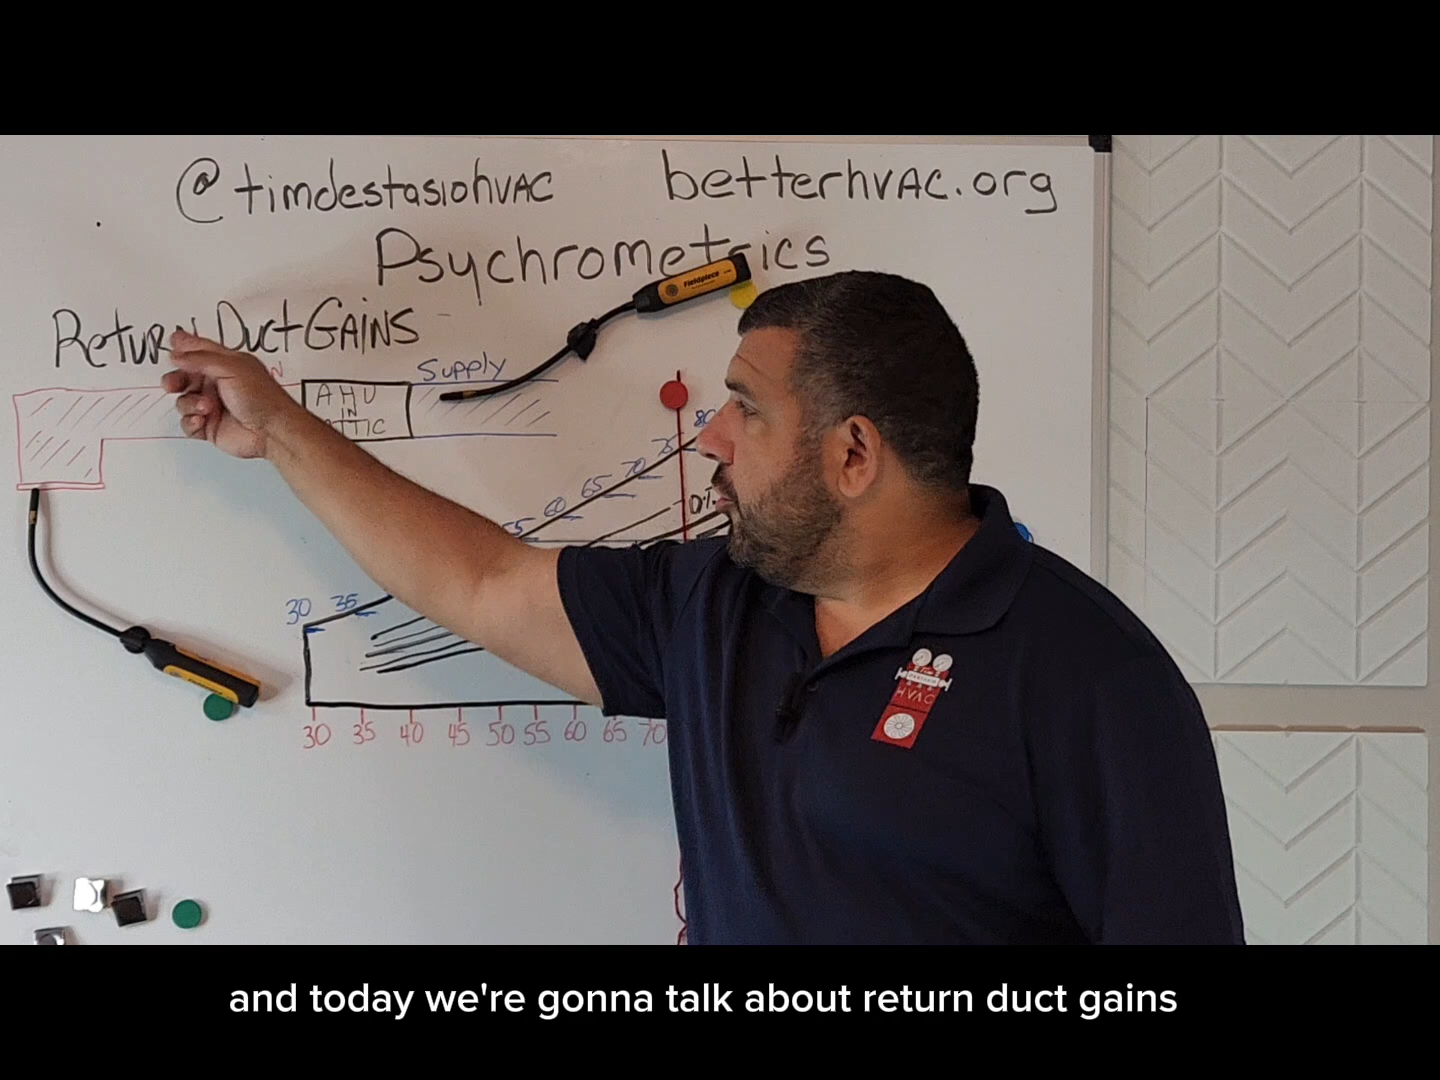 @timdestasiohvac betterhvac.org
Psychrometrics
Return Duct GAINS
Supply
AHU
IN
ATTIC
Fieldpiece
80
75
70
65
60
55
30 35
HVAC
30 35 40 45 50 55 60 65 70
and today we're gonna talk about return duct gains